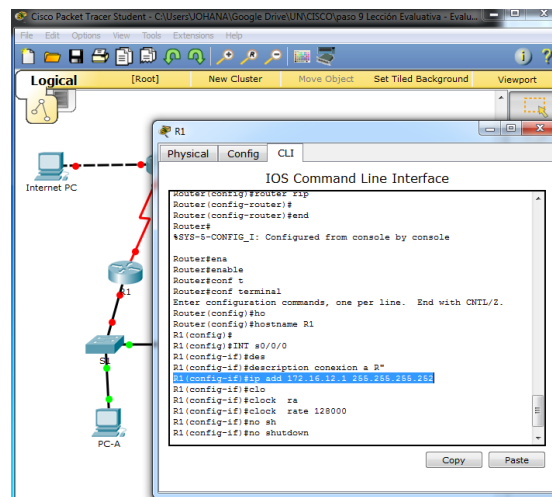 Cisco Packet Tracer Student - C:\Users\JOHANA\Google Drive\UN\CISCO\paso 9 Lección Evaluativa - Evalu...
File Edit Options View Tools Extensions Help
Logical [Root] New Cluster Move Object Set Tiled Background Viewport
R1
Physical Config CLI
IOS Command Line Interface
Router(config)#router rip
Router(config-router)#
Router(config-router)#end
Router#
%SYS-5-CONFIG_I: Configured from console by console
Router#ena
Router#enable
Router#conf t
Router#conf terminal
Enter configuration commands, one per line. End with CNTL/Z.
Router(config)#ho
Router(config)#hostname R1
R1(config)#
R1(config)#INT s0/0/0
R1(config-if)#des
R1(config-if)#description conexion a R"
R1(config-if)#ip add 172.16.12.1 255.255.255.252
R1(config-if)#clo
R1(config-if)#clock ra
R1(config-if)#clock rate 128000
R1(config-if)#no sh
R1(config-if)#no shutdown
Copy Paste
Internet PC
R1
S1
PC-A